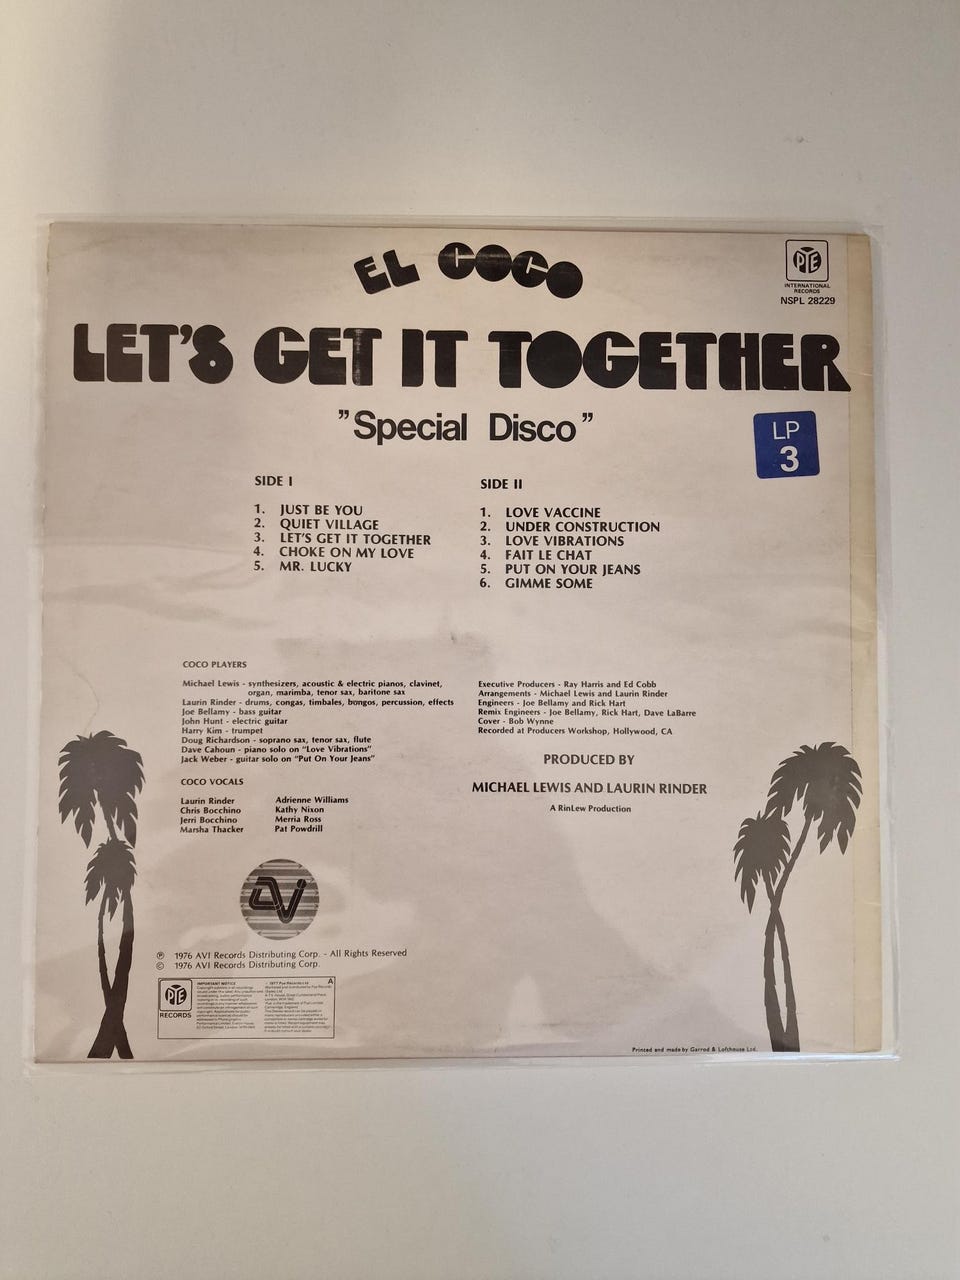 EL COCO
PYE
INTERNATIONAL
RECORDS
NSPL 28229
LET'S GET IT TOGETHER
"Special Disco"
LP
3
SIDE I
1. JUST BE YOU
2. QUIET VILLAGE
3. LET'S GET IT TOGETHER
4. CHOKE ON MY LOVE
5. MR. LUCKY
SIDE II
1. LOVE VACCINE
2. UNDER CONSTRUCTION
3. LOVE VIBRATIONS
4. FAIT LE CHAT
5. PUT ON YOUR JEANS
6. GIMME SOME
COCO PLAYERS
Michael Lewis - synthesizers, acoustic & electric pianos, clavinet,
organ, marimba, tenor sax, baritone sax
Laurin Rinder - drums, congas, timbales, bongos, percussion, effects
Joe Bellamy - bass guitar
John Hunt - electric guitar
Harry Kim - trumpet
Doug Richardson - soprano sax, tenor sax, flute
Dave Cahoun - piano solo on "Love Vibrations"
Jack Weber - guitar solo on "Put On Your Jeans"
COCO VOCALS
Laurin Rinder
Chris Bocchino
Jerri Bocchino
Marsha Thacker
Adrienne Williams
Kathy Nixon
Merria Ross
Pat Powdrill
Executive Producers - Ray Harris and Ed Cobb
Arrangements - Michael Lewis and Laurin Rinder
Engineers - Joe Bellamy and Rick Hart
Remix Engineers - Joe Bellamy, Rick Hart, Dave LaBarre
Cover - Bob Wynne
Recorded at Producers Workshop, Hollywood, CA
PRODUCED BY
MICHAEL LEWIS AND LAURIN RINDER
A RinLew Production
AVI
℗ 1976 AVI Records Distributing Corp. - All Rights Reserved
© 1976 AVI Records Distributing Corp.
PYE
RECORDS
IMPORTANT NOTICE
1977 Pye Records Ltd
A
Printed and made by Garrod & Lofthouse Ltd.